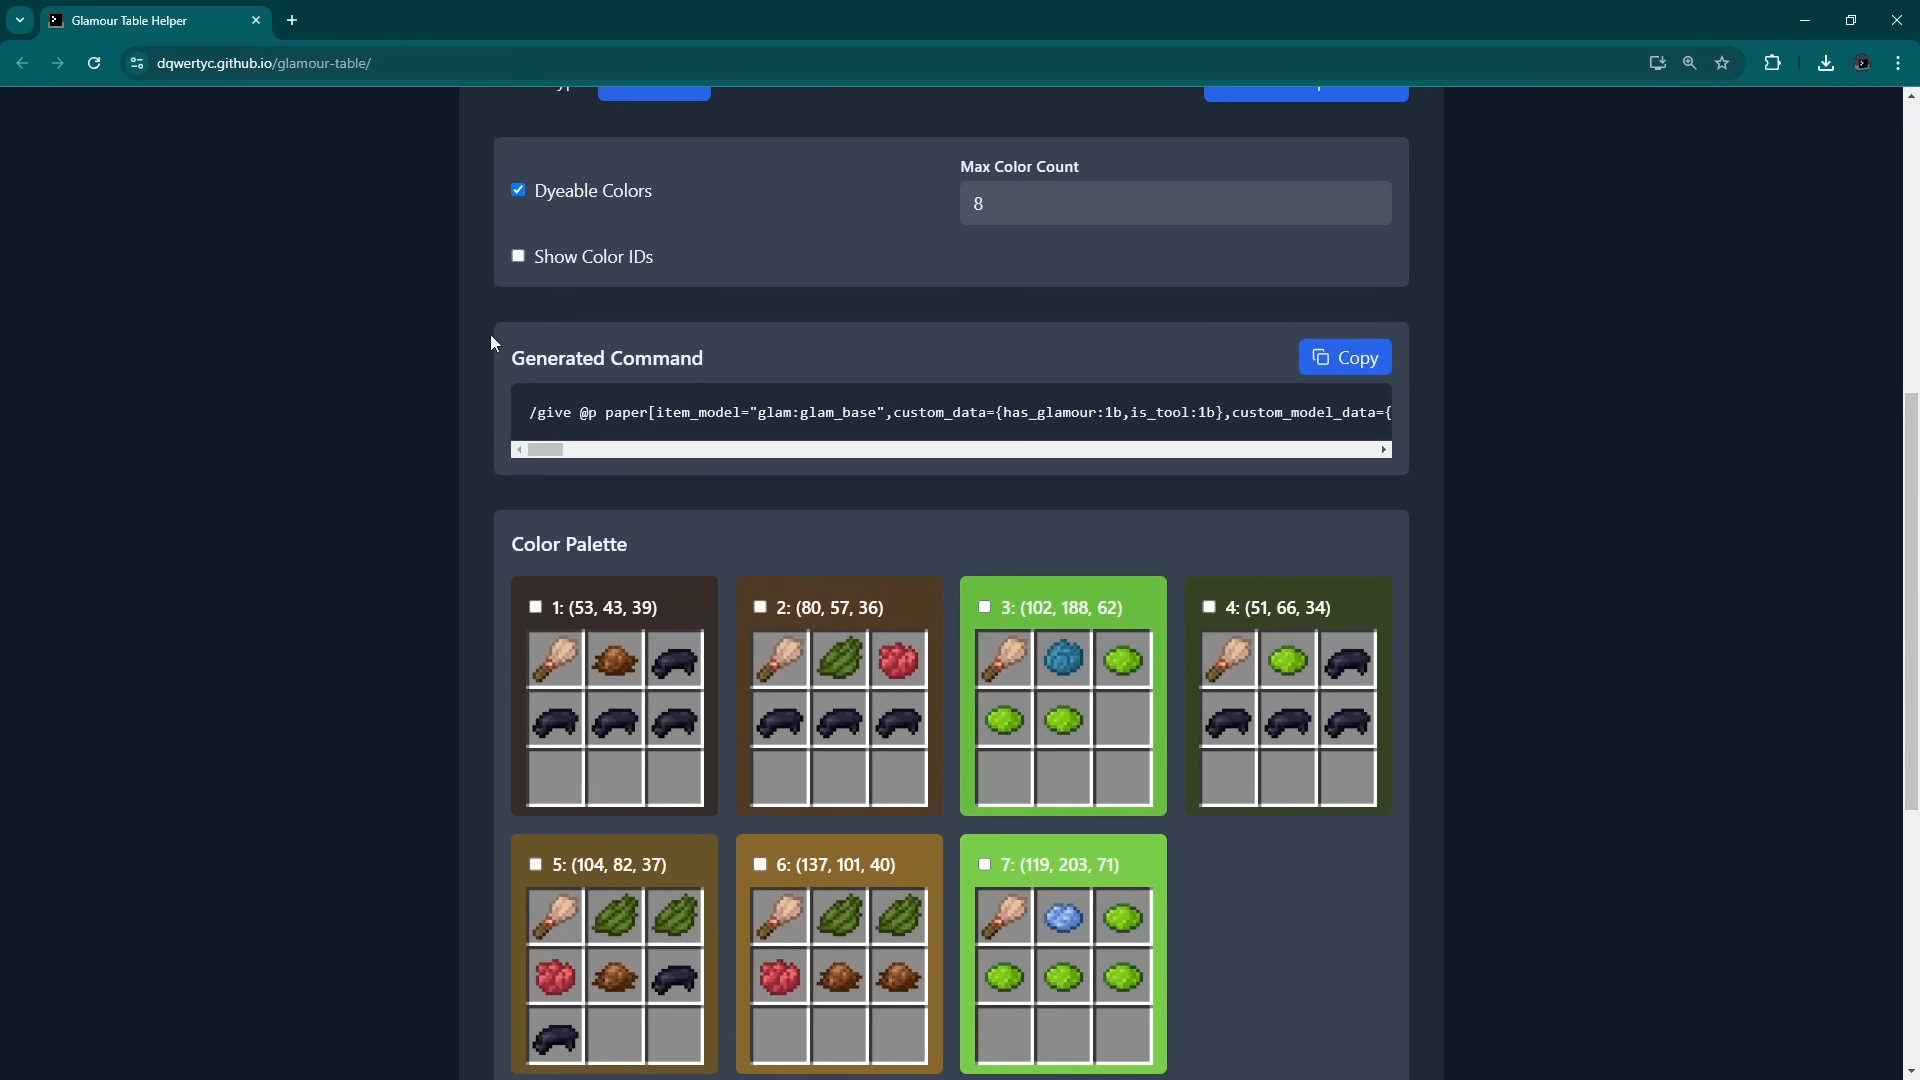 Glamour Table Helper
dqwertyc.github.io/glamour-table/
Dyeable Colors
Max Color Count
8
Show Color IDs
Generated Command
Copy
/give @p paper[item_model="glam:glam_base",custom_data={has_glamour:1b,is_tool:1b},custom_model_data={
Color Palette
1: (53, 43, 39)
2: (80, 57, 36)
3: (102, 188, 62)
4: (51, 66, 34)
5: (104, 82, 37)
6: (137, 101, 40)
7: (119, 203, 71)